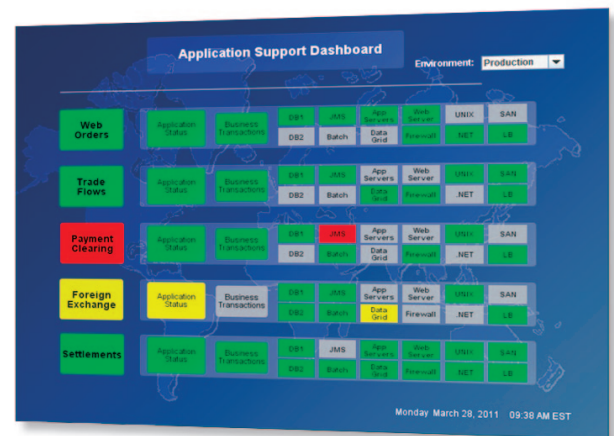 Application Support Dashboard
Environment: Production
Web Orders
Application Status Business Transactions DB1 JMS App Servers Web Server UNIX SAN
DB2 Batch Data Grid Firewall .NET LB
Trade Flows
Application Status Business Transactions DB1 JMS App Servers Web Server UNIX SAN
DB2 Batch Data Grid Firewall .NET LB
Payment Clearing
Application Status Business Transactions DB1 JMS App Servers Web Server UNIX SAN
DB2 Batch Data Grid Firewall .NET LB
Foreign Exchange
Application Status Business Transactions DB1 JMS App Servers Web Server UNIX SAN
DB2 Batch Data Grid Firewall .NET LB
Settlements
Application Status Business Transactions DB1 JMS App Servers Web Server UNIX SAN
DB2 Batch Data Grid Firewall .NET LB
Monday March 28, 2011 09:38 AM EST